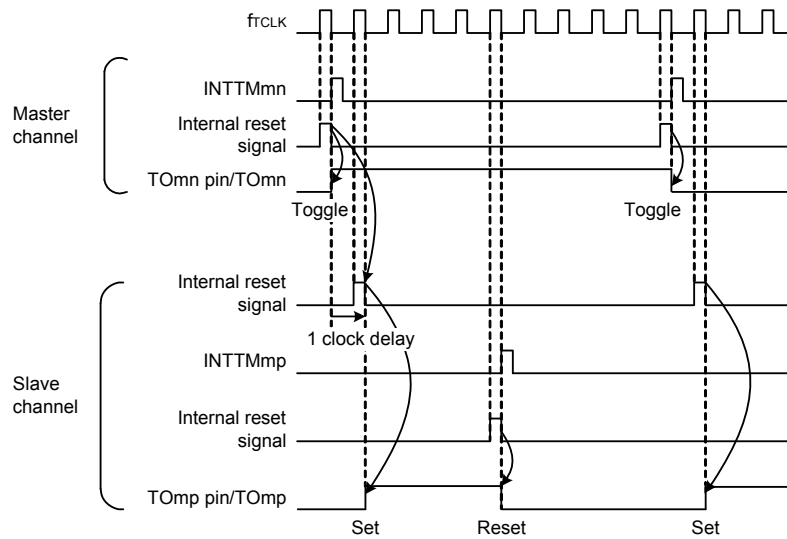 fTCLK
INTTMmn
Master
channel
Internal reset
signal
TOmn pin/TOmn
Toggle
Toggle
Internal reset
signal
1 clock delay
INTTMmp
Slave
channel
Internal reset
signal
TOmp pin/TOmp
Set
Reset
Set